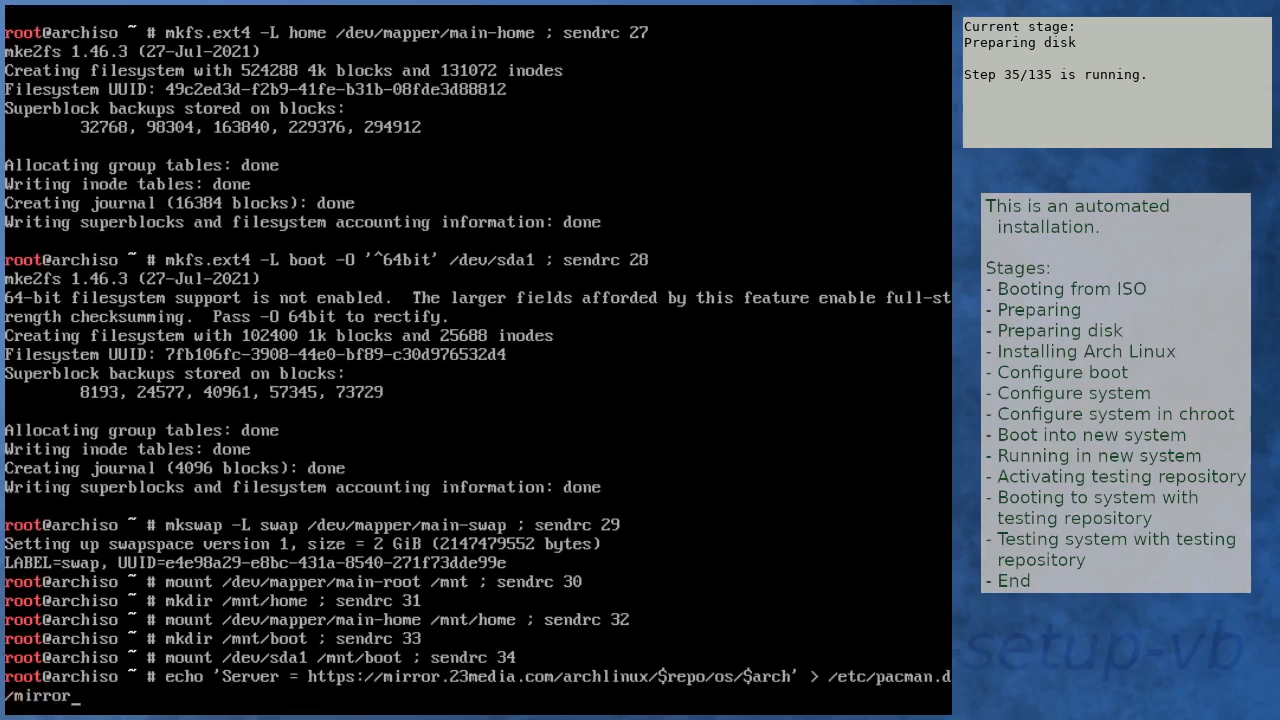 root@archiso ~ # mkfs.ext4 -L home /dev/mapper/main-home ; sendrc 27
mke2fs 1.46.3 (27-Jul-2021)
Creating filesystem with 524288 4k blocks and 131072 inodes
Filesystem UUID: 49c2ed3d-f2b9-41fe-b31b-08fde3d88812
Superblock backups stored on blocks:
        32768, 98304, 163840, 229376, 294912
Allocating group tables: done
Writing inode tables: done
Creating journal (16384 blocks): done
Writing superblocks and filesystem accounting information: done
root@archiso ~ # mkfs.ext4 -L boot -O '^64bit' /dev/sda1 ; sendrc 28
mke2fs 1.46.3 (27-Jul-2021)
64-bit filesystem support is not enabled.  The larger fields afforded by this feature enable full-st
rength checksumming.  Pass -O 64bit to rectify.
Creating filesystem with 102400 1k blocks and 25688 inodes
Filesystem UUID: 7fb106fc-3908-44e0-bf89-c30d976532d4
Superblock backups stored on blocks:
        8193, 24577, 40961, 57345, 73729
Allocating group tables: done
Writing inode tables: done
Creating journal (4096 blocks): done
Writing superblocks and filesystem accounting information: done
root@archiso ~ # mkswap -L swap /dev/mapper/main-swap ; sendrc 29
Setting up swapspace version 1, size = 2 GiB (2147479552 bytes)
LABEL=swap, UUID=e4e98a29-e8bc-431a-8540-271f73dde99e
root@archiso ~ # mount /dev/mapper/main-root /mnt ; sendrc 30
root@archiso ~ # mkdir /mnt/home ; sendrc 31
root@archiso ~ # mount /dev/mapper/main-home /mnt/home ; sendrc 32
root@archiso ~ # mkdir /mnt/boot ; sendrc 33
root@archiso ~ # mount /dev/sda1 /mnt/boot ; sendrc 34
root@archiso ~ # echo 'Server = https://mirror.23media.com/archlinux/$repo/os/$arch' > /etc/pacman.d
/mirror_
Current stage:
Preparing disk
Step 35/135 is running.
This is an automated
installation.
Stages:
- Booting from ISO
- Preparing
- Preparing disk
- Installing Arch Linux
- Configure boot
- Configure system
- Configure system in chroot
- Boot into new system
- Running in new system
- Activating testing repository
- Booting to system with
testing repository
- Testing system with testing
repository
- End
-setup-vb